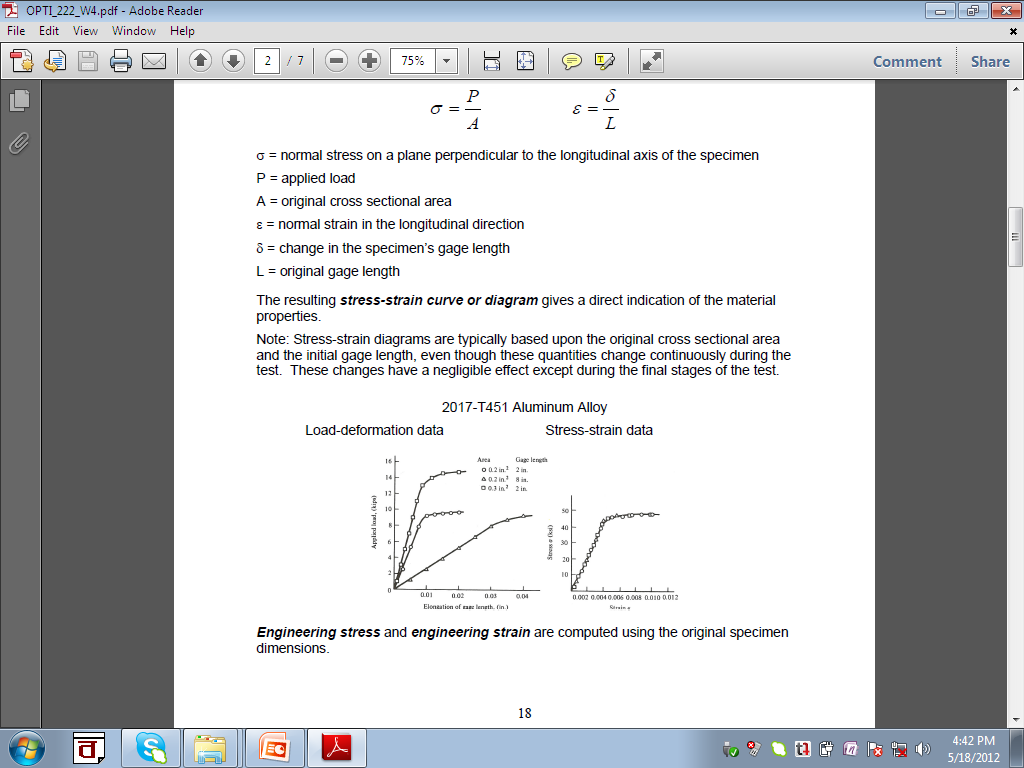 OPTI_222_W4.pdf - Adobe Reader
File Edit View Window Help
2 / 7 75% Comment Share
σ = P/A ε = δ/L
σ = normal stress on a plane perpendicular to the longitudinal axis of the specimen
P = applied load
A = original cross sectional area
ε = normal strain in the longitudinal direction
δ = change in the specimen's gage length
L = original gage length
The resulting stress-strain curve or diagram gives a direct indication of the material
properties.
Note: Stress-strain diagrams are typically based upon the original cross sectional area
and the initial gage length, even though these quantities change continuously during the
test. These changes have a negligible effect except during the final stages of the test.
2017-T451 Aluminum Alloy
Load-deformation data Stress-strain data
Area Gage length
0.2 in.² 2 in.
0.2 in.² 8 in.
0.3 in.² 2 in.
Applied load, (kips)
16
14
12
10
8
6
4
2
0
0.01 0.02 0.03 0.04
Elongation of gage length, (in.)
Stress σ (ksi)
50
40
30
20
10
0.002 0.004 0.006 0.008 0.010 0.012
Strain ε
Engineering stress and engineering strain are computed using the original specimen
dimensions.
18
4:42 PM
5/18/2012